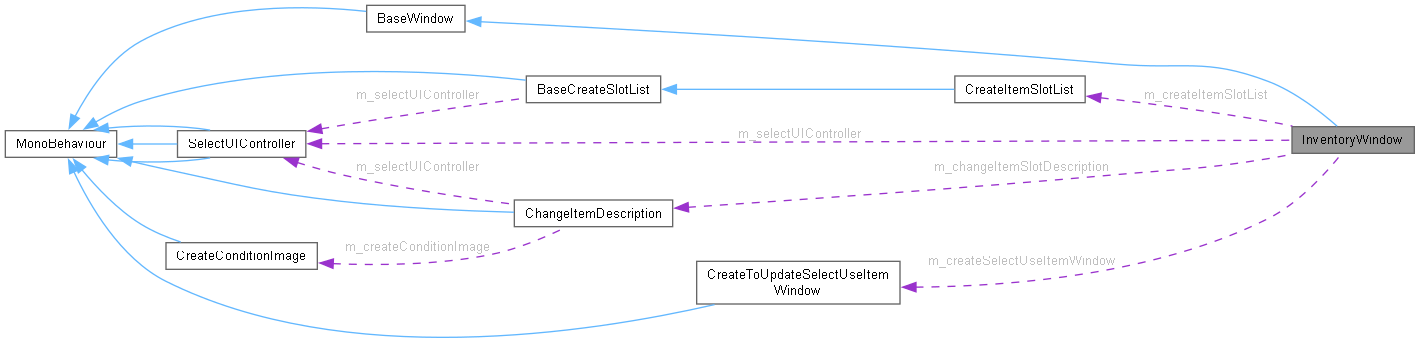 BaseWindow
BaseCreateSlotList
CreateItemSlotList
m_selectUIController
m_createItemSlotList
MonoBehaviour
SelectUIController
m_selectUIController
InventoryWindow
m_selectUIController
m_changeItemSlotDescription
ChangeItemDescription
m_createConditionImage
CreateConditionImage
m_createSelectUseItemWindow
CreateToUpdateSelectUseItem
Window